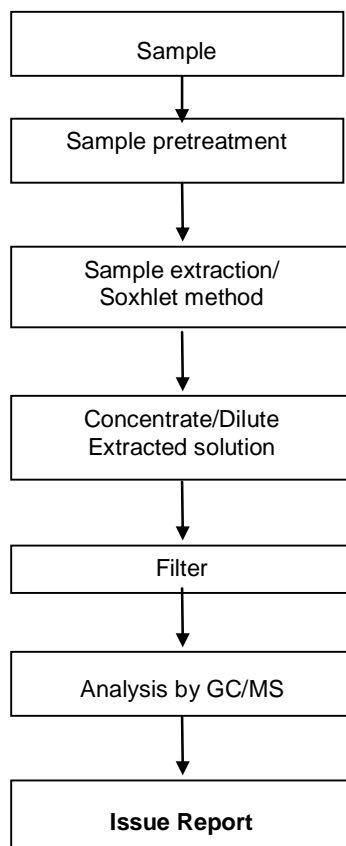 Sample
Sample pretreatment
Sample extraction/
Soxhlet method
Concentrate/Dilute
Extracted solution
Filter
Analysis by GC/MS
Issue Report